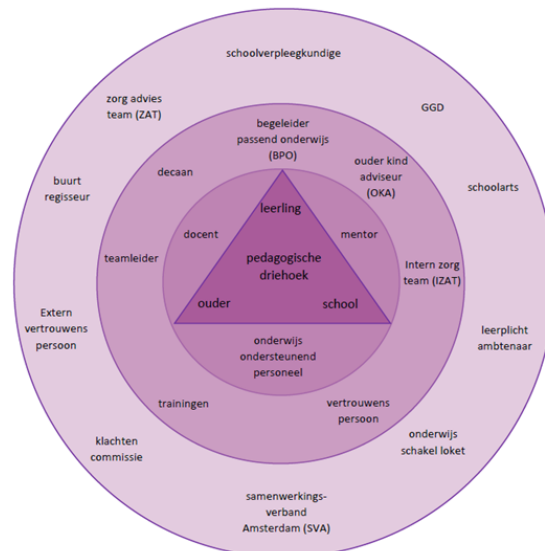 schoolverpleegkundige
zorg advies
team (ZAT)
GGD
begeleider
passend onderwijs
(BPO)
decaan
ouder kind
adviseur
(OKA)
buurt
regisseur
schoolarts
leerling
docent
mentor
teamleider
pedagogische
driehoek
Intern zorg
team (IZAT)
ouder
school
Extern
vertrouwens
persoon
leerplicht
ambtenaar
onderwijs
ondersteunend
personeel
trainingen
vertrouwens
persoon
klachten
commissie
onderwijs
schakel loket
samenwerkings-
verband
Amsterdam (SVA)